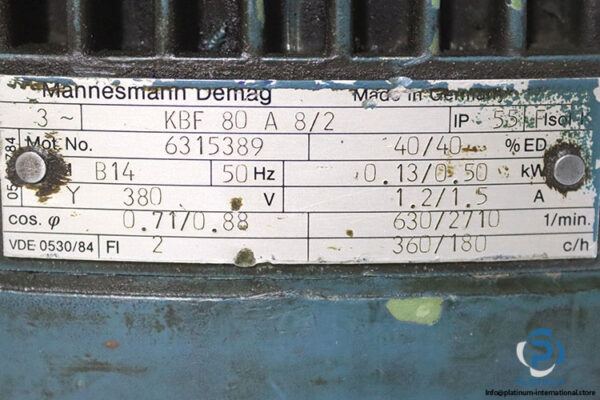 Mannesmann Demag Made in Germany
3 ~ KBF 80 A 8/2 IP 55 Isol
Mot. No. 6315389 40/40 % ED
B14 50 Hz 0.13/0.50 kW
Y 380 V 1.2/1.5 A
cos. φ 0.71/0.88 630/2710 1/min.
VDE 0530/84 FI 2 360/180 c/h
info@platinum-international.store